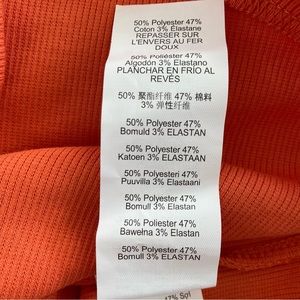 50% Polyester 47%
Coton 3% Elastane
REPASSER SUR
L'ENVERS AU FER
DOUX
50% Poliéster 47%
Algodón 3% Elastano
PLANCHAR EN FRÍO AL
REVÉS
50% 聚酯纤维 47% 棉料
3% 弹性纤维
50% Polyester 47%
Bomuld 3% ELASTAN
50% Polyester 47%
Katoen 3% ELASTAAN
50% Polyesteri 47%
Puuvilla 3% Elastaani
50% Polyester 47%
Bomull 3% Elastan
50% Poliester 47%
Bawełna 3% Elastan
50% Polyester 47%
Bomull 3% ELASTAN